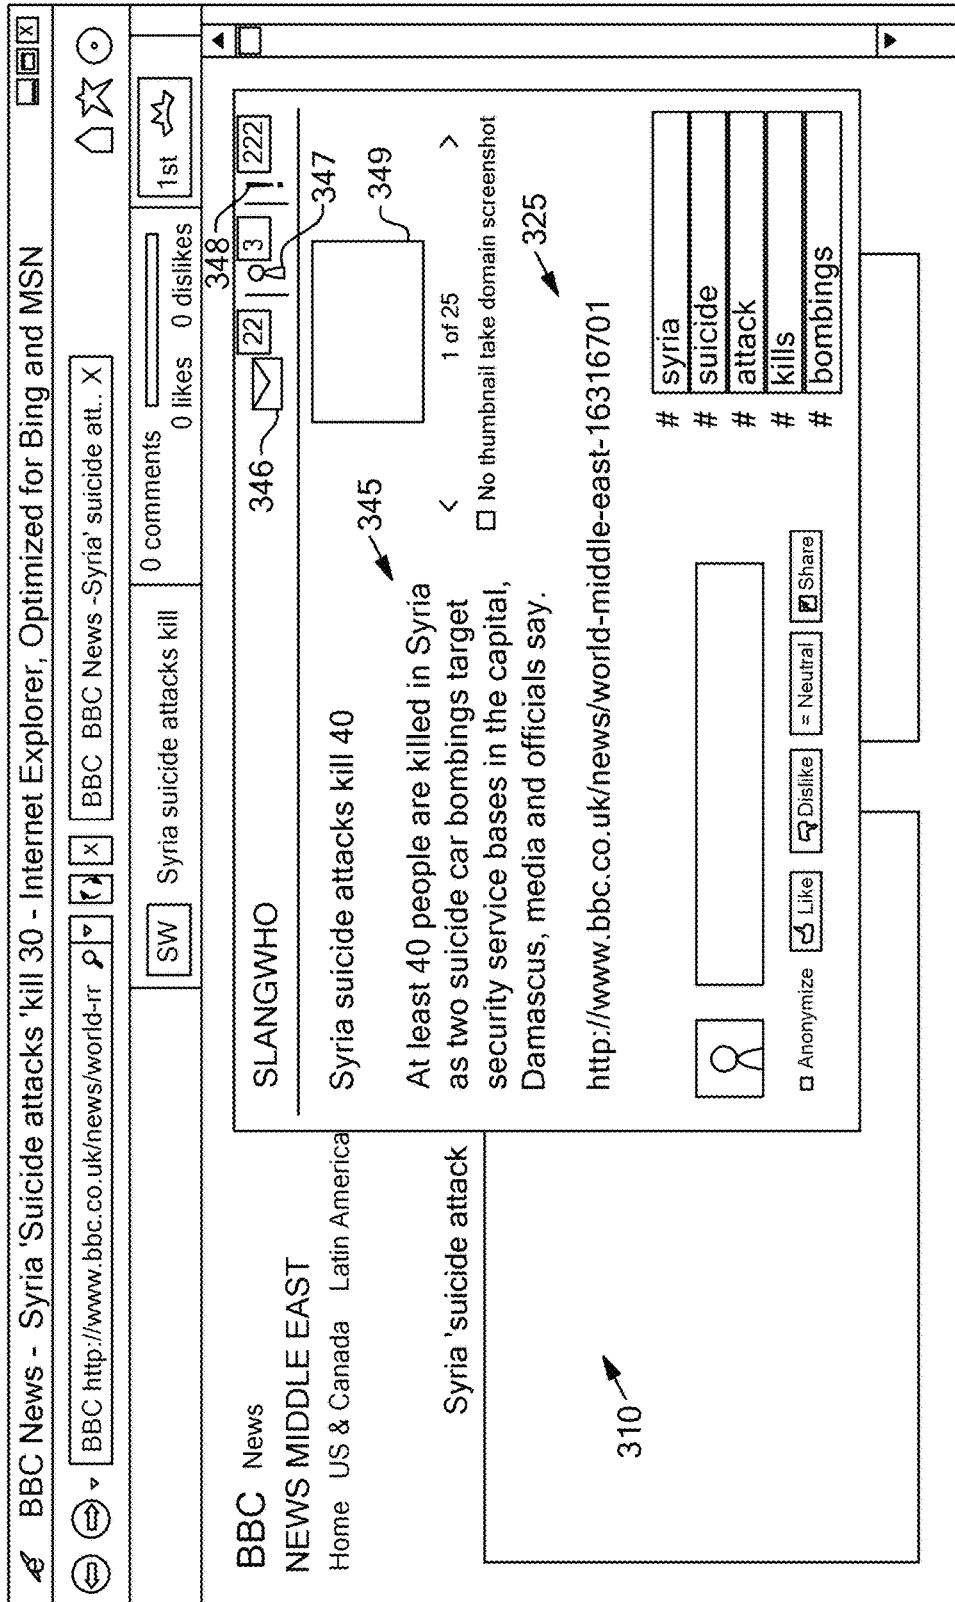 BBC News - Syria 'Suicide attacks 'kill 30 - Internet Explorer, Optimized for Bing and MSN
X
BBC http://www.bbc.co.uk/news/world-rr
X
BBC BBC News -Syria' suicide att.. X
SW
Syria suicide attacks kill
0 comments
0 likes 0 dislikes
1st
BBC News
NEWS MIDDLE EAST
Home US & Canada Latin America
Syria 'suicide attack
310
SLANGWHO
346
22
3
348
222
347
Syria suicide attacks kill 40
345
At least 40 people are killed in Syria
as two suicide car bombings target
security service bases in the capital,
Damascus, media and officials say.
349
< 1 of 25 >
No thumbnail take domain screenshot
325
http://www.bbc.co.uk/news/world-middle-east-16316701
# syria
# suicide
# attack
# kills
# bombings
Anonymize Like Dislike = Neutral Share